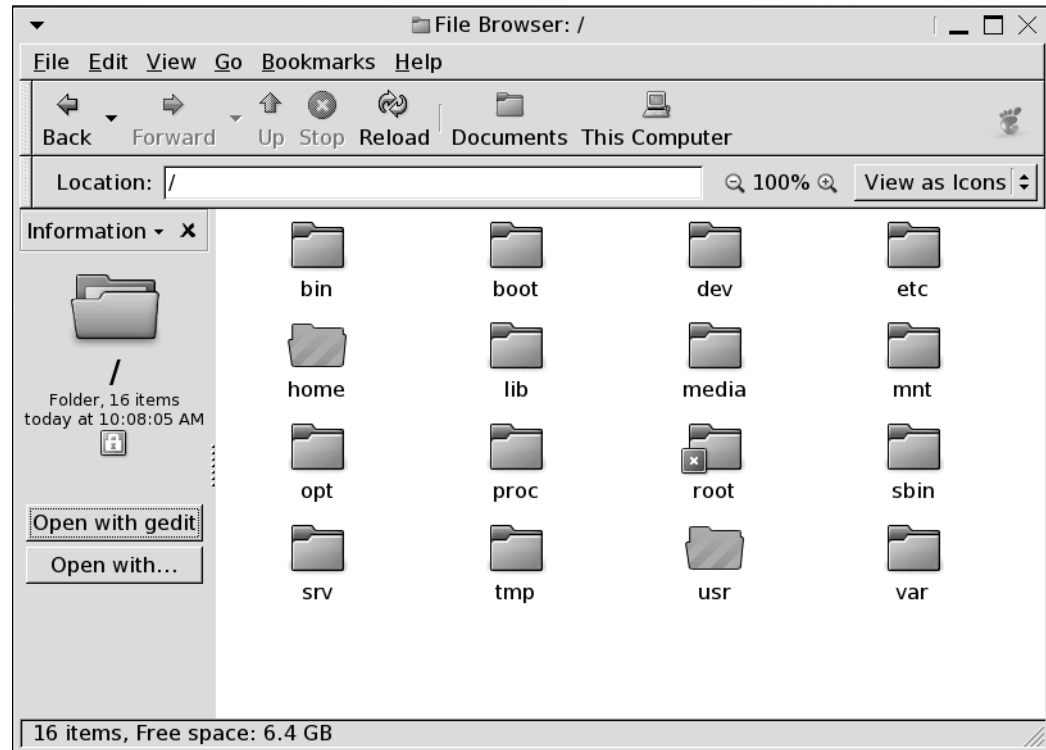 File Browser: /
File Edit View Go Bookmarks Help
Back Forward Up Stop Reload Documents This Computer
Location: / 100% View as Icons
Information
bin boot dev etc
/
Folder, 16 items
today at 10:08:05 AM
home lib media mnt
opt proc root sbin
Open with gedit
Open with...
srv tmp usr var
16 items, Free space: 6.4 GB